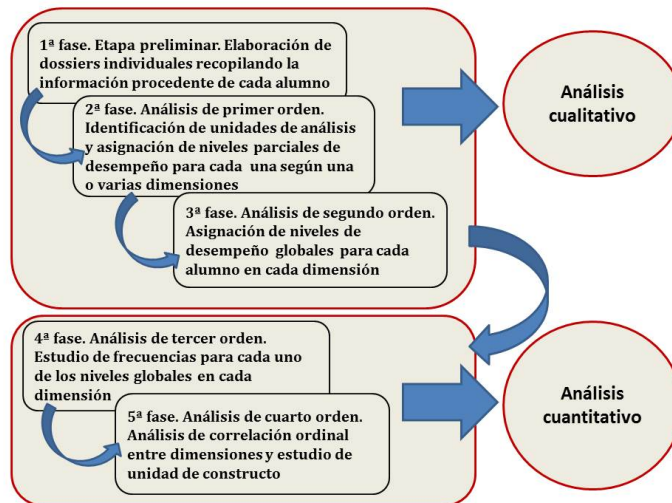 1ª fase. Etapa preliminar. Elaboración de
dossiers individuales recopilando la
información procedente de cada alumno
2ª fase. Análisis de primer orden.
Identificación de unidades de análisis
y asignación de niveles parciales de
desempeño para cada una según una
o varias dimensiones
3ª fase. Análisis de segundo orden.
Asignación de niveles de
desempeño globales para cada
alumno en cada dimensión
Análisis
cualitativo
4ª fase. Análisis de tercer orden.
Estudio de frecuencias para cada uno
de los niveles globales en cada
dimensión
5ª fase. Análisis de cuarto orden.
Análisis de correlación ordinal
entre dimensiones y estudio de
unidad de constructo
Análisis
cuantitativo